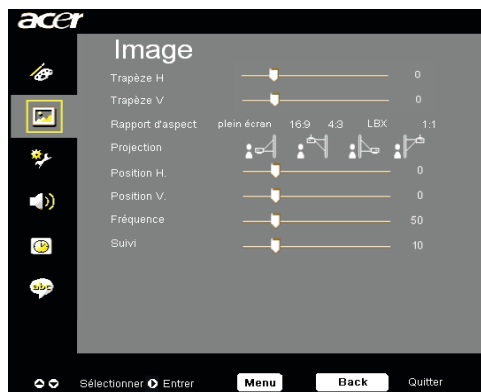 acer
Image
Trapèze H 0
Trapèze V 0
Rapport d'aspect plein écran 16:9 4:3 LBX 1:1
Projection
Position H. 0
Position V. 0
Fréquence 50
Suivi 10
abc
Sélectionner Entrer Menu Back Quitter